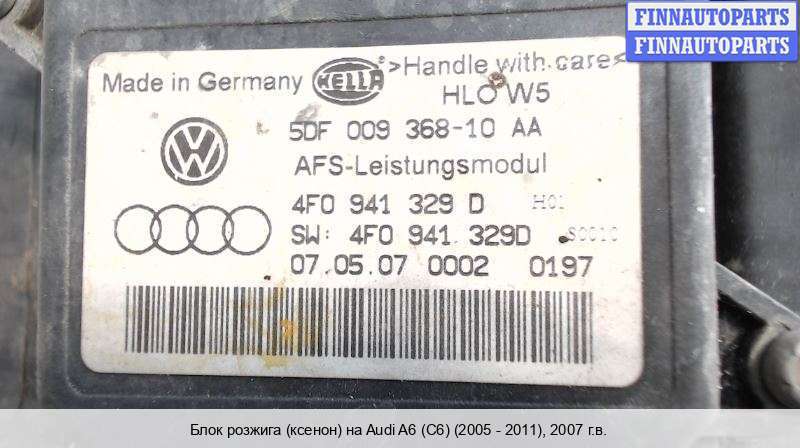 FINNAUTOPARTS
FINNAUTOPARTS
Made in Germany HELLA ® >Handle with care<
HLO W5
5DF 009 368-10 AA
AFS-Leistungsmodul
4F0 941 329 D H01
SW: 4F0 941 329D S0010
07.05.07 0002 0197
Блок розжига (ксенон) на Audi A6 (C6) (2005 - 2011), 2007 г.в.